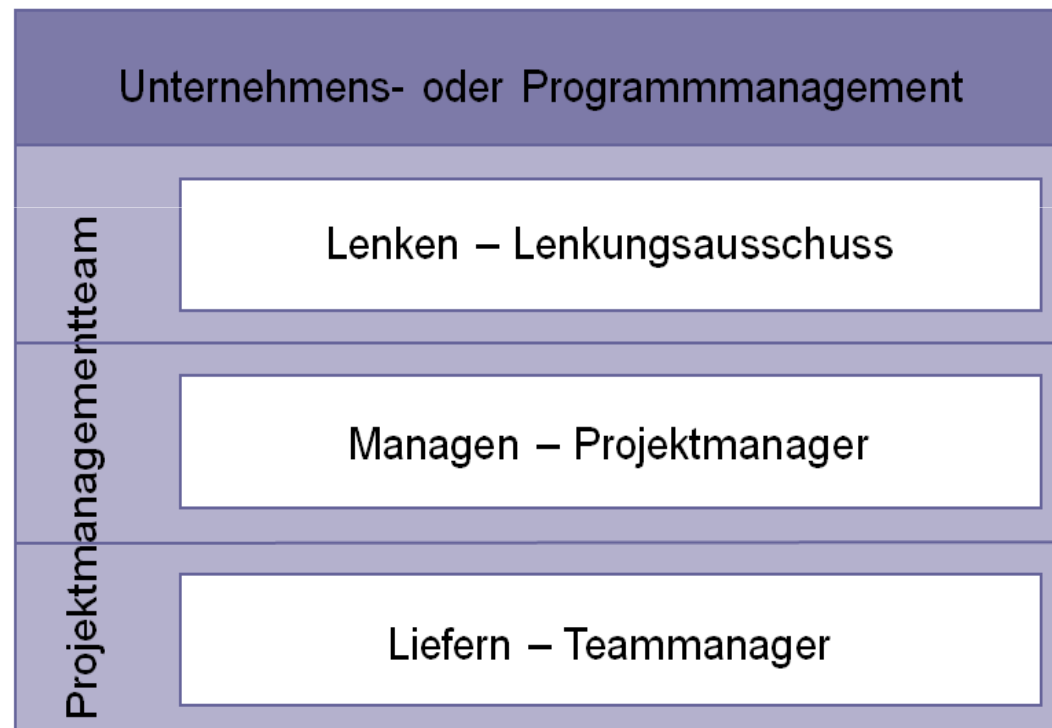 Unternehmens- oder Programmmanagement
Projektmanagementteam
Lenken – Lenkungsausschuss
Managen – Projektmanager
Liefern – Teammanager